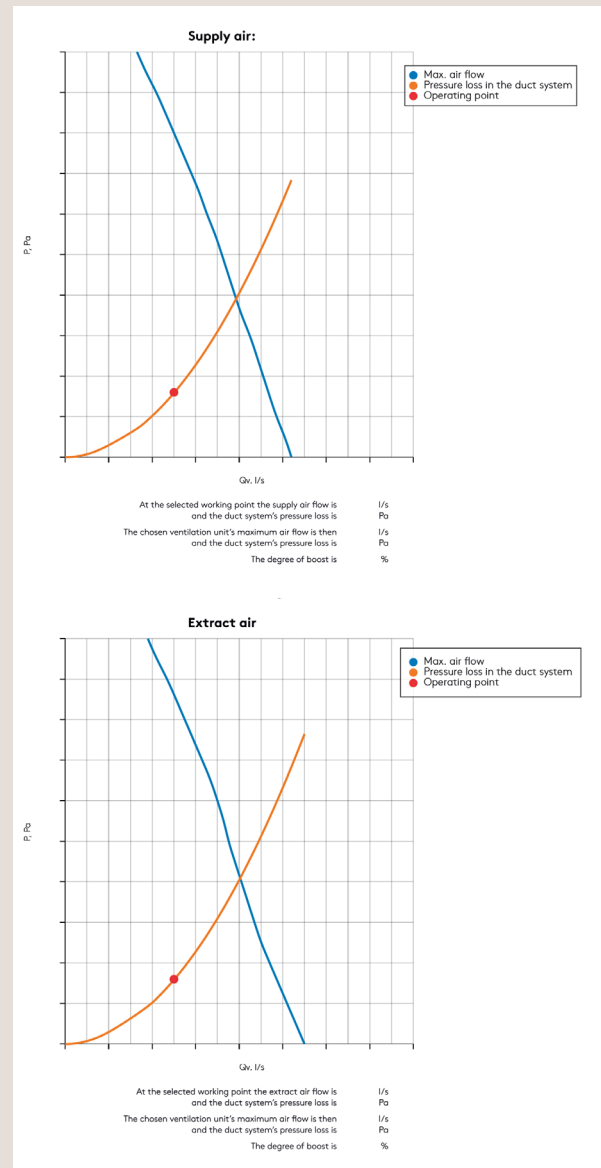 Supply air:
Max. air flow
Pressure loss in the duct system
Operating point
P, Pa
Qv, l/s
At the selected working point the supply air flow is l/s
and the duct system's pressure loss is Pa
The chosen ventilation unit's maximum air flow is then l/s
and the duct system's pressure loss is Pa
The degree of boost is %
Extract air
Max. air flow
Pressure loss in the duct system
Operating point
P, Pa
Qv, l/s
At the selected working point the extract air flow is l/s
and the duct system's pressure loss is Pa
The chosen ventilation unit's maximum air flow is then l/s
and the duct system's pressure loss is Pa
The degree of boost is %